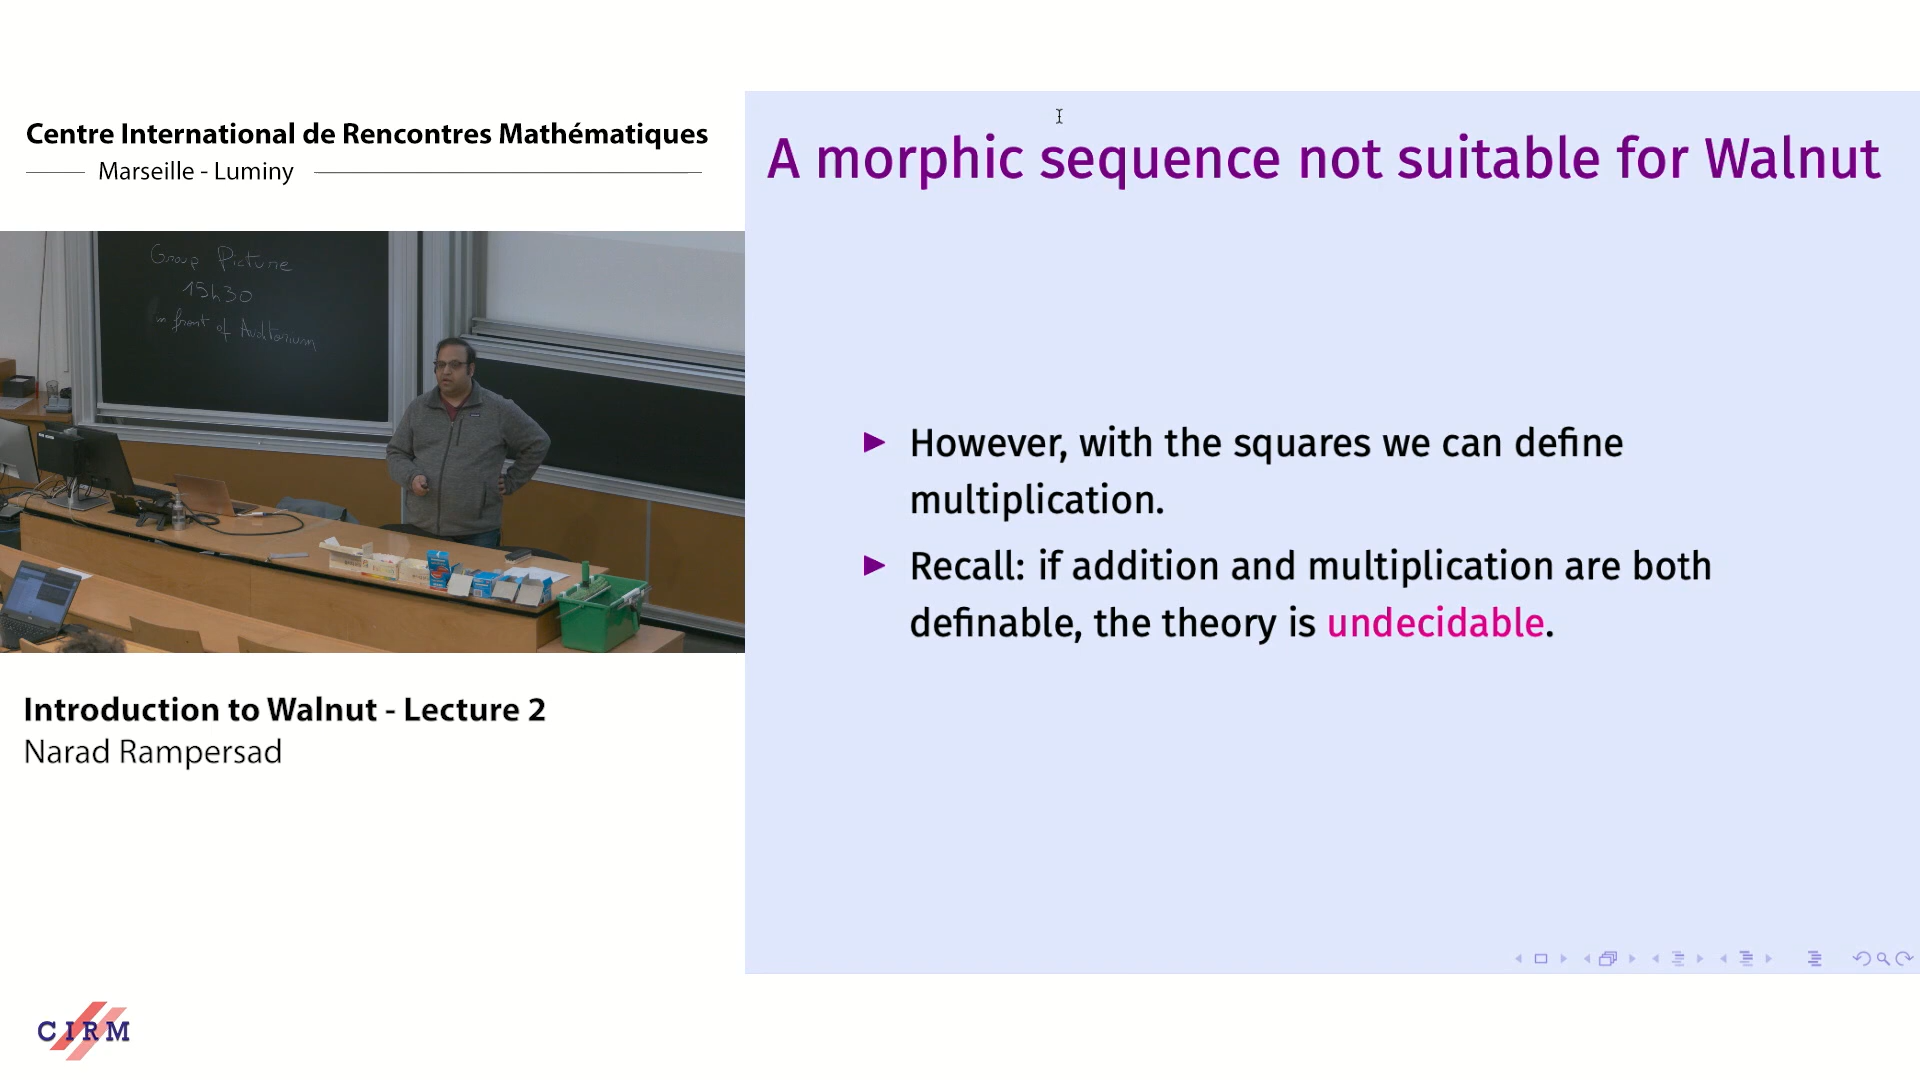 Centre International de Rencontres Mathématiques
Marseille - Luminy
Group Picture
15h30
in front of Auditorium
Introduction to Walnut - Lecture 2
Narad Rampersad
CIRM
A morphic sequence not suitable for Walnut
However, with the squares we can define
multiplication.
Recall: if addition and multiplication are both
definable, the theory is undecidable.